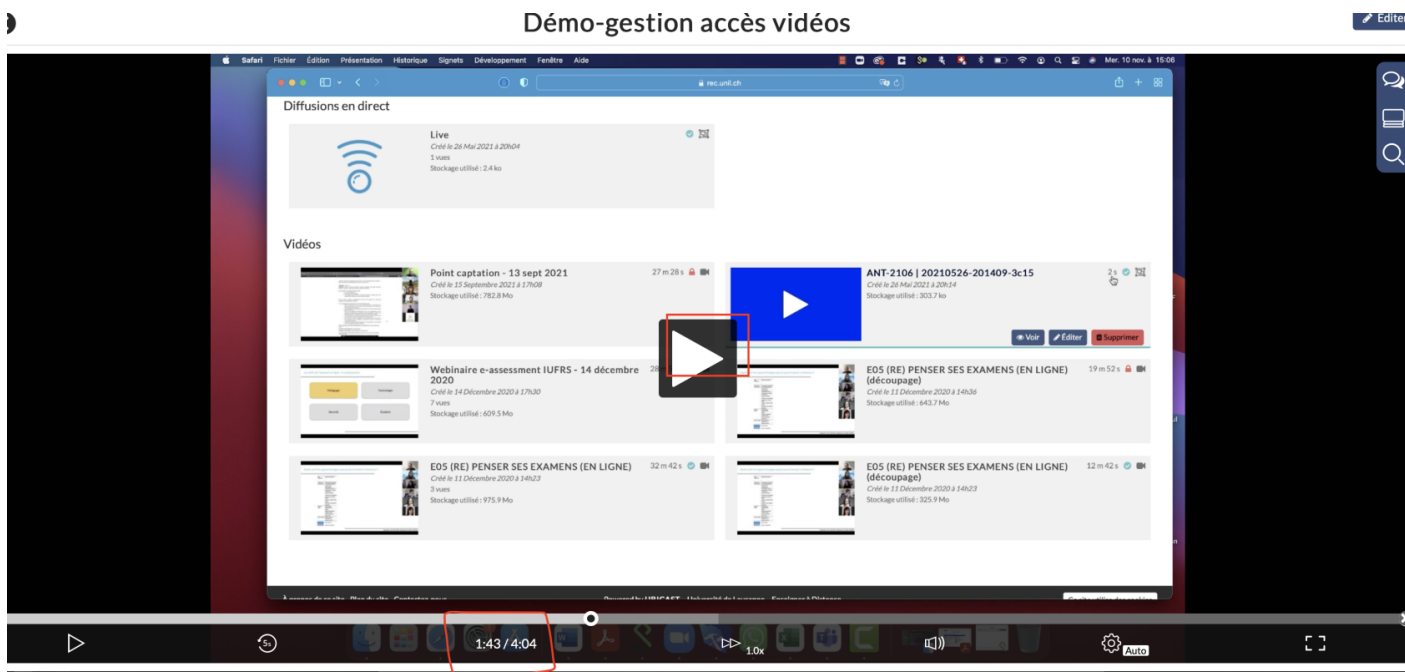 Démo-gestion accès vidéos
Editer
Safari Fichier Édition Présentation Historique Signets Développement Fenêtre Aide
Mer. 10 nov. à 15:06
rec.unil.ch
Diffusions en direct
Live
Créé le 26 Mai 2021 à 20h04
1 vues
Stockage utilisé : 2.4 ko
Vidéos
Point captation - 13 sept 2021
27 m 28 s
Créé le 15 Septembre 2021 à 17h08
Stockage utilisé : 782.8 Mo
ANT-2106 | 20210526-201409-3c15
2 s
Créé le 26 Mai 2021 à 20h14
Stockage utilisé : 303.7 ko
Voir
Éditer
Supprimer
Webinaire e-assessment IUFRS - 14 décembre
2020
Créé le 14 Décembre 2020 à 17h30
7 vues
Stockage utilisé : 609.5 Mo
E05 (RE) PENSER SES EXAMENS (EN LIGNE)
(découpage)
19 m 52 s
Créé le 11 Décembre 2020 à 14h36
Stockage utilisé : 643.7 Mo
E05 (RE) PENSER SES EXAMENS (EN LIGNE)
32 m 42 s
Créé le 11 Décembre 2020 à 14h23
3 vues
Stockage utilisé : 975.9 Mo
E05 (RE) PENSER SES EXAMENS (EN LIGNE)
(découpage)
12 m 42 s
Créé le 11 Décembre 2020 à 14h23
Stockage utilisé : 325.9 Mo
5s
1:43 / 4:04
1.0x
Auto